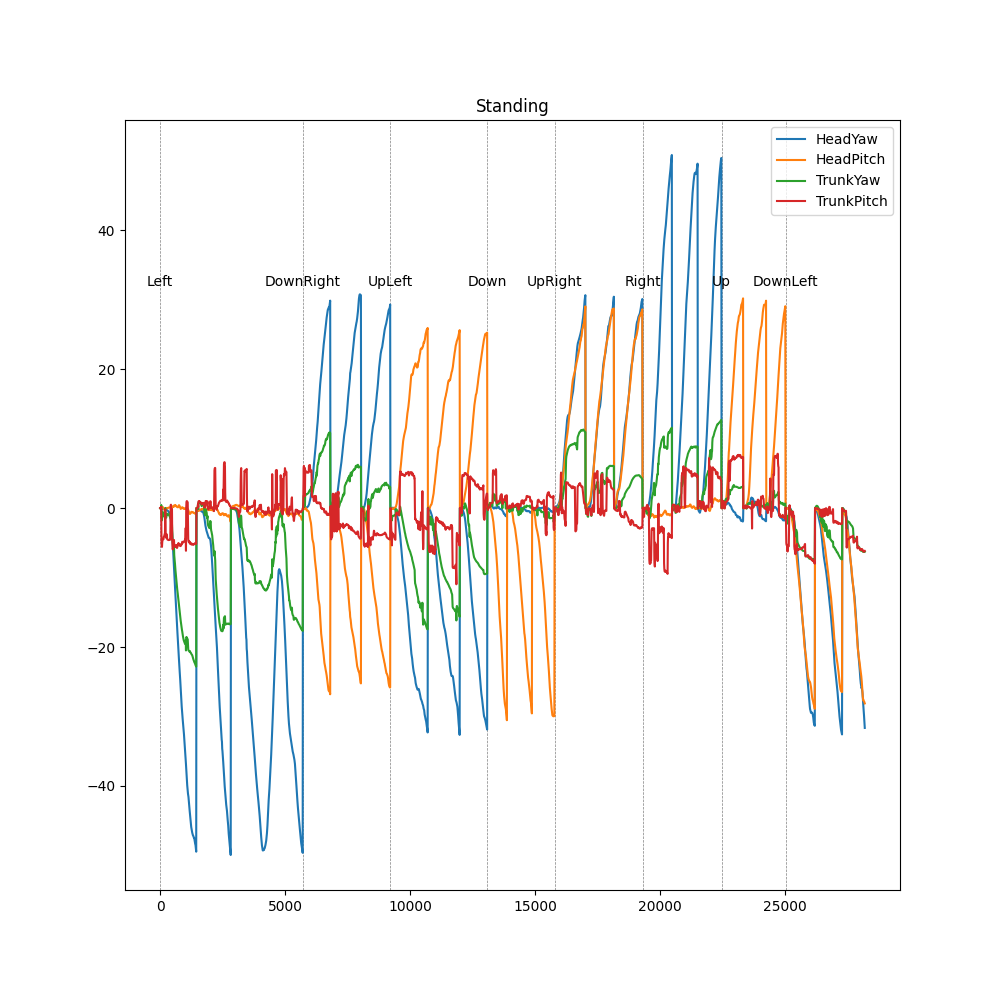 Standing
HeadYaw
HeadPitch
TrunkYaw
TrunkPitch
Left
DownRight
UpLeft
Down
UpRight
Right
Up
DownLeft
40
20
0
−20
−40
0
5000
10000
15000
20000
25000